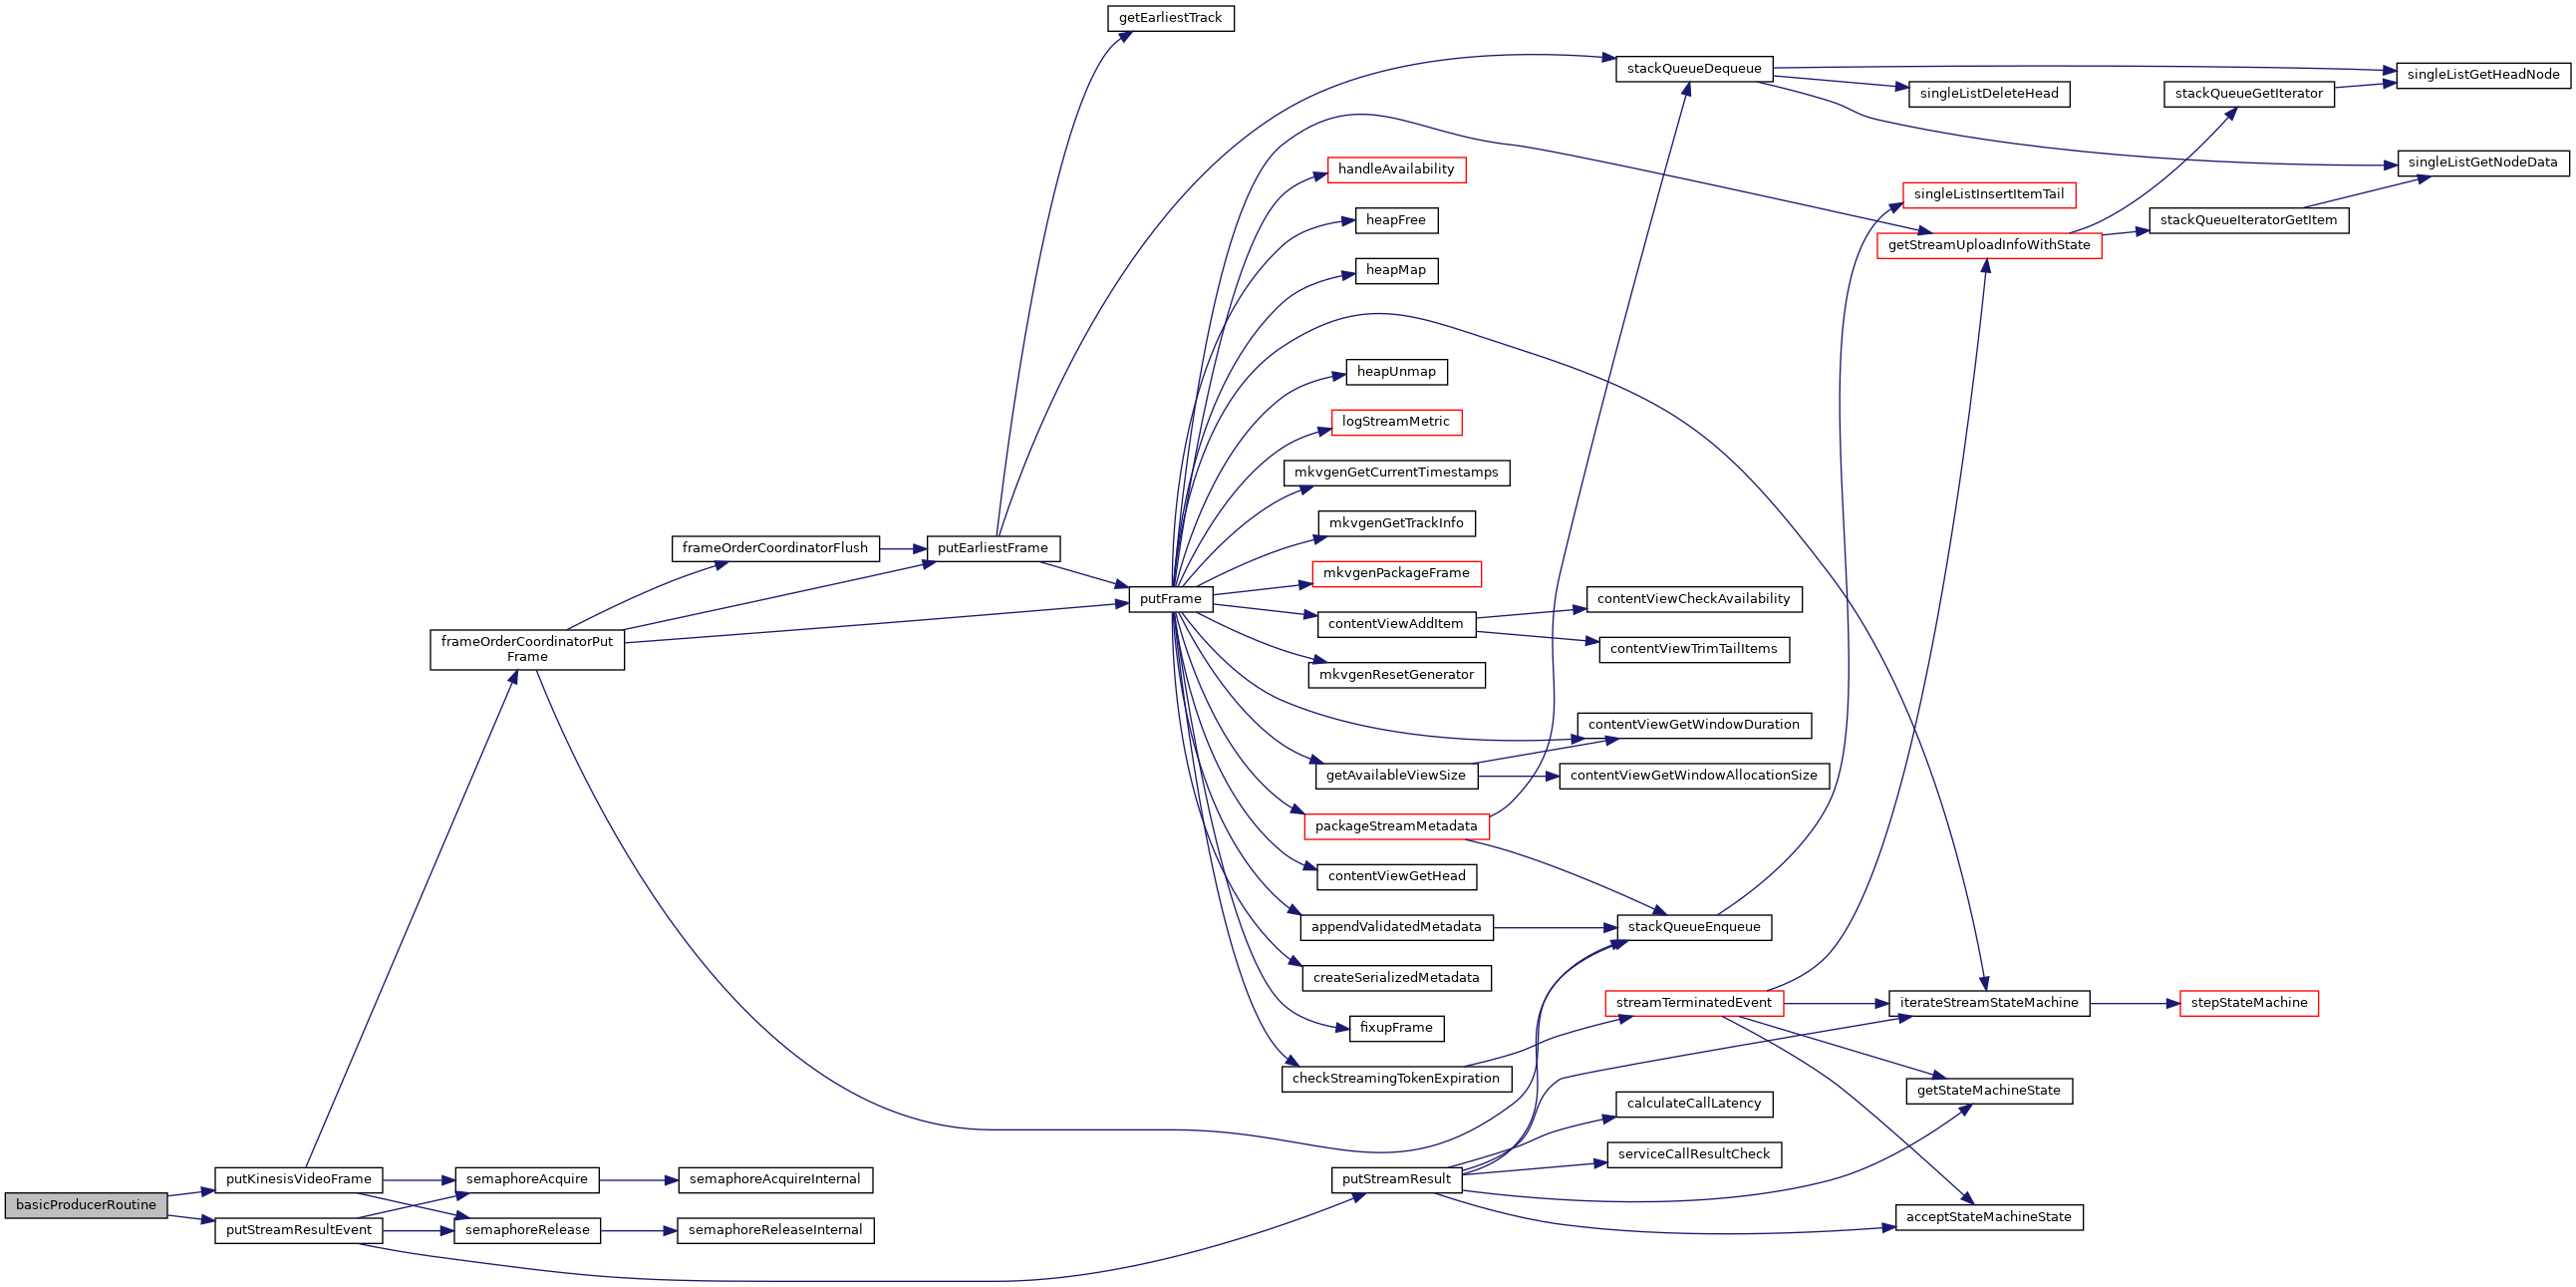 getEarliestTrack
stackQueueDequeue
singleListGetHeadNode
singleListDeleteHead
stackQueueGetIterator
singleListGetNodeData
handleAvailability
singleListInsertItemTail
heapFree
stackQueueIteratorGetItem
getStreamUploadInfoWithState
heapMap
heapUnmap
logStreamMetric
mkvgenGetCurrentTimestamps
mkvgenGetTrackInfo
frameOrderCoordinatorFlush
putEarliestFrame
mkvgenPackageFrame
putFrame
contentViewCheckAvailability
contentViewAddItem
frameOrderCoordinatorPut
Frame
contentViewTrimTailItems
mkvgenResetGenerator
contentViewGetWindowDuration
getAvailableViewSize
contentViewGetWindowAllocationSize
packageStreamMetadata
contentViewGetHead
appendValidatedMetadata
stackQueueEnqueue
createSerializedMetadata
streamTerminatedEvent
iterateStreamStateMachine
stepStateMachine
fixupFrame
checkStreamingTokenExpiration
getStateMachineState
calculateCallLatency
serviceCallResultCheck
putKinesisVideoFrame
semaphoreAcquire
semaphoreAcquireInternal
putStreamResult
basicProducerRoutine
acceptStateMachineState
putStreamResultEvent
semaphoreRelease
semaphoreReleaseInternal